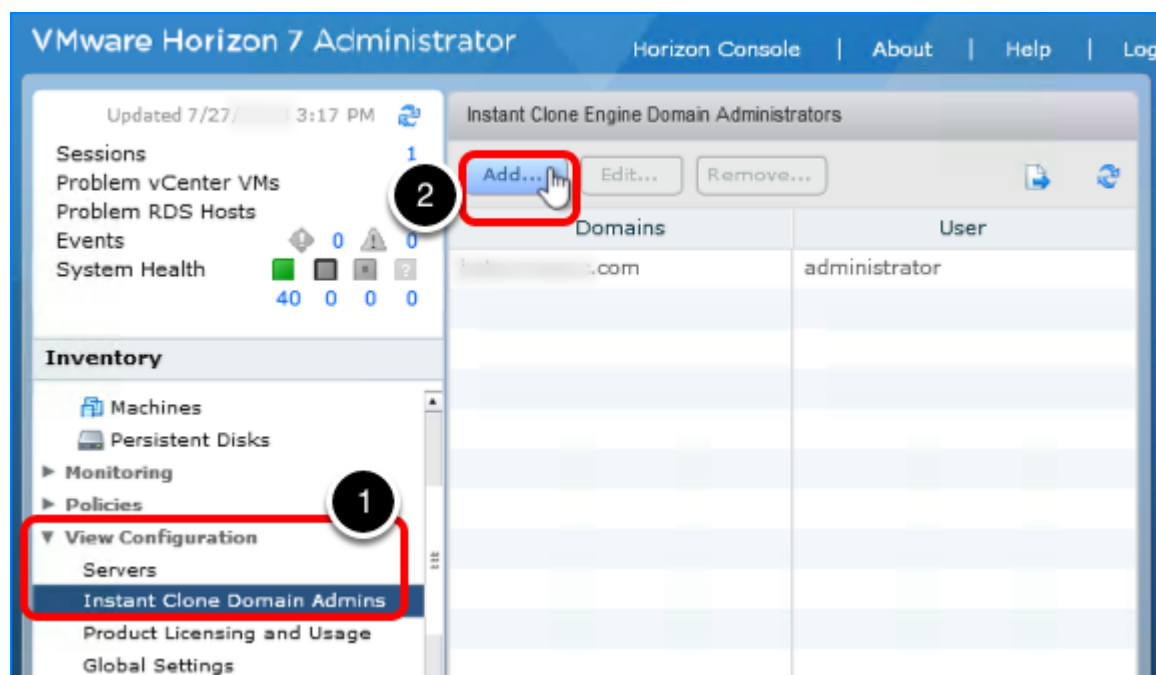 VMware Horizon 7 Administrator
Horizon Console | About | Help | Log
Updated 7/27/ 3:17 PM
Sessions 1
Problem vCenter VMs
Problem RDS Hosts
Events 0 0
System Health ?
40 0 0 0
Inventory
Machines
Persistent Disks
Monitoring
Policies
1
View Configuration
Servers
Instant Clone Domain Admins
Product Licensing and Usage
Global Settings
Instant Clone Engine Domain Administrators
2
Add... Edit... Remove...
Domains User
.com administrator